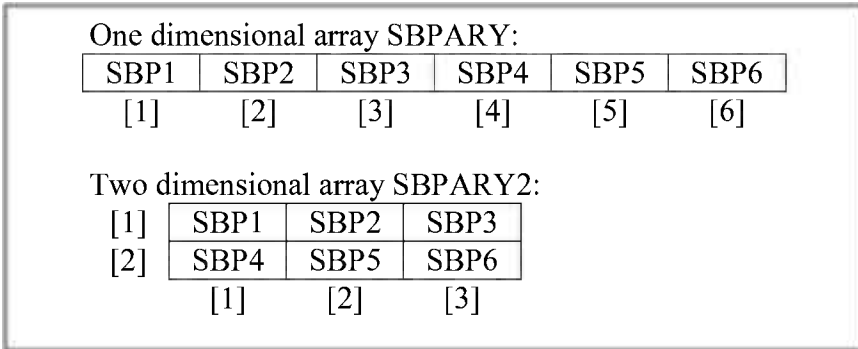 One dimensional array SBPARY:
SBP1 SBP2 SBP3 SBP4 SBP5 SBP6
[1] [2] [3] [4] [5] [6]
Two dimensional array SBPARY2:
[1] SBP1 SBP2 SBP3
[2] SBP4 SBP5 SBP6
[1] [2] [3]